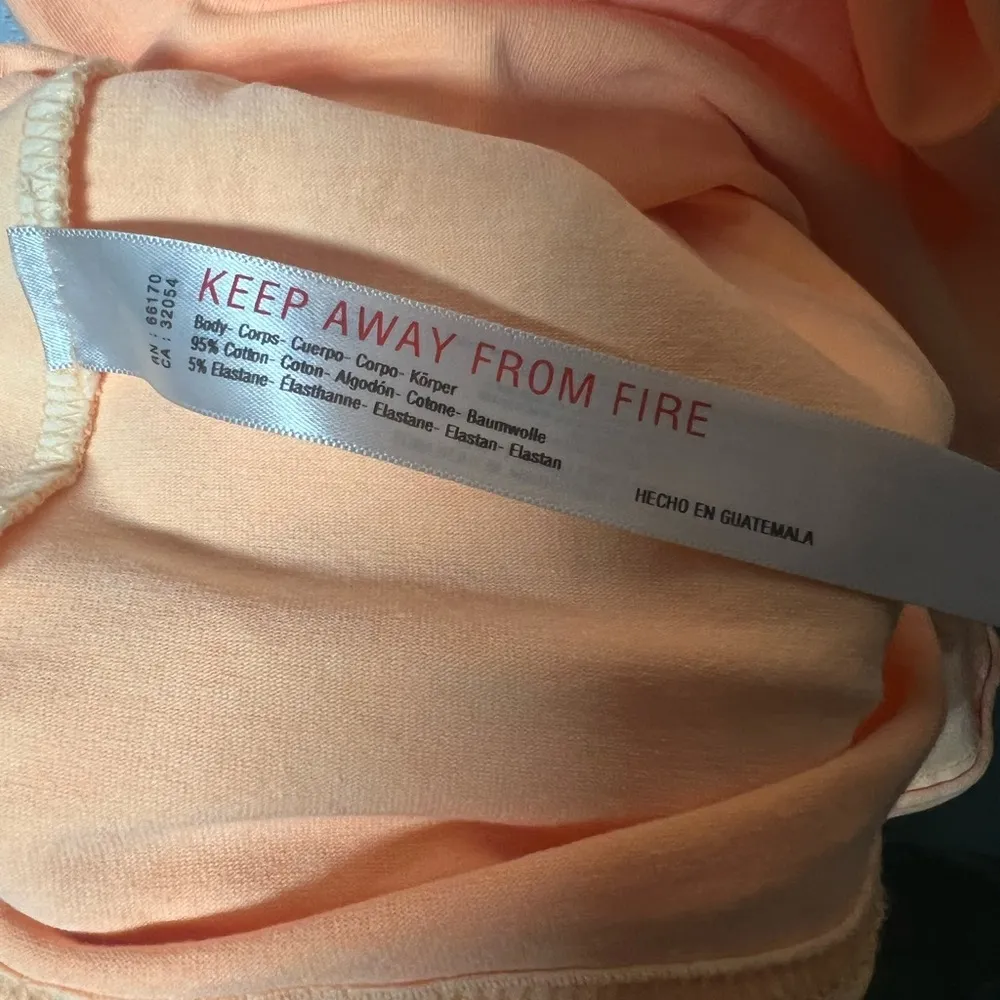 RN : 66170
CA : 32054
KEEP AWAY FROM FIRE
Body- Corps- Cuerpo- Corpo- Körper
95% Cotton- Coton- Algodón- Cotone- Baumwolle
5% Elastane- Élasthanne- Elastane- Elastan- Elastan
HECHO EN GUATEMALA